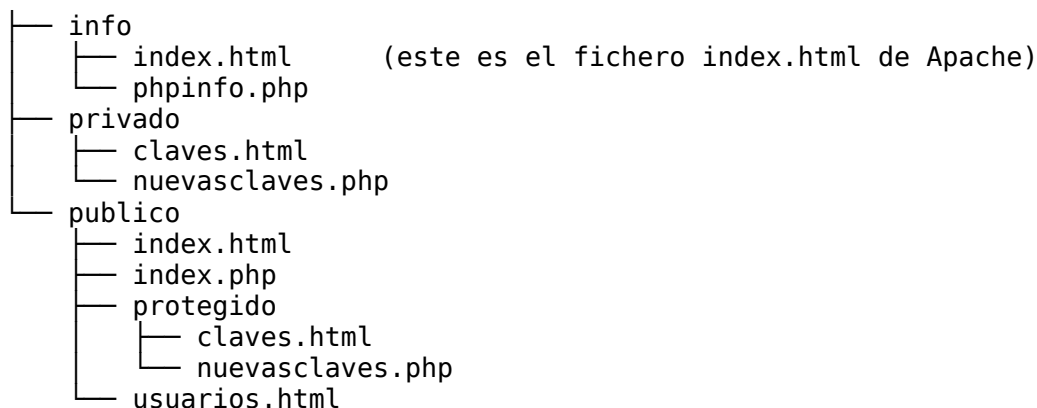 ├── info
│   ├── index.html     (este es el fichero index.html de Apache)
│   └── phpinfo.php
├── privado
│   ├── claves.html
│   └── nuevasclaves.php
└── publico
    ├── index.html
    ├── index.php
    ├── protegido
    │   ├── claves.html
    │   └── nuevasclaves.php
    └── usuarios.html